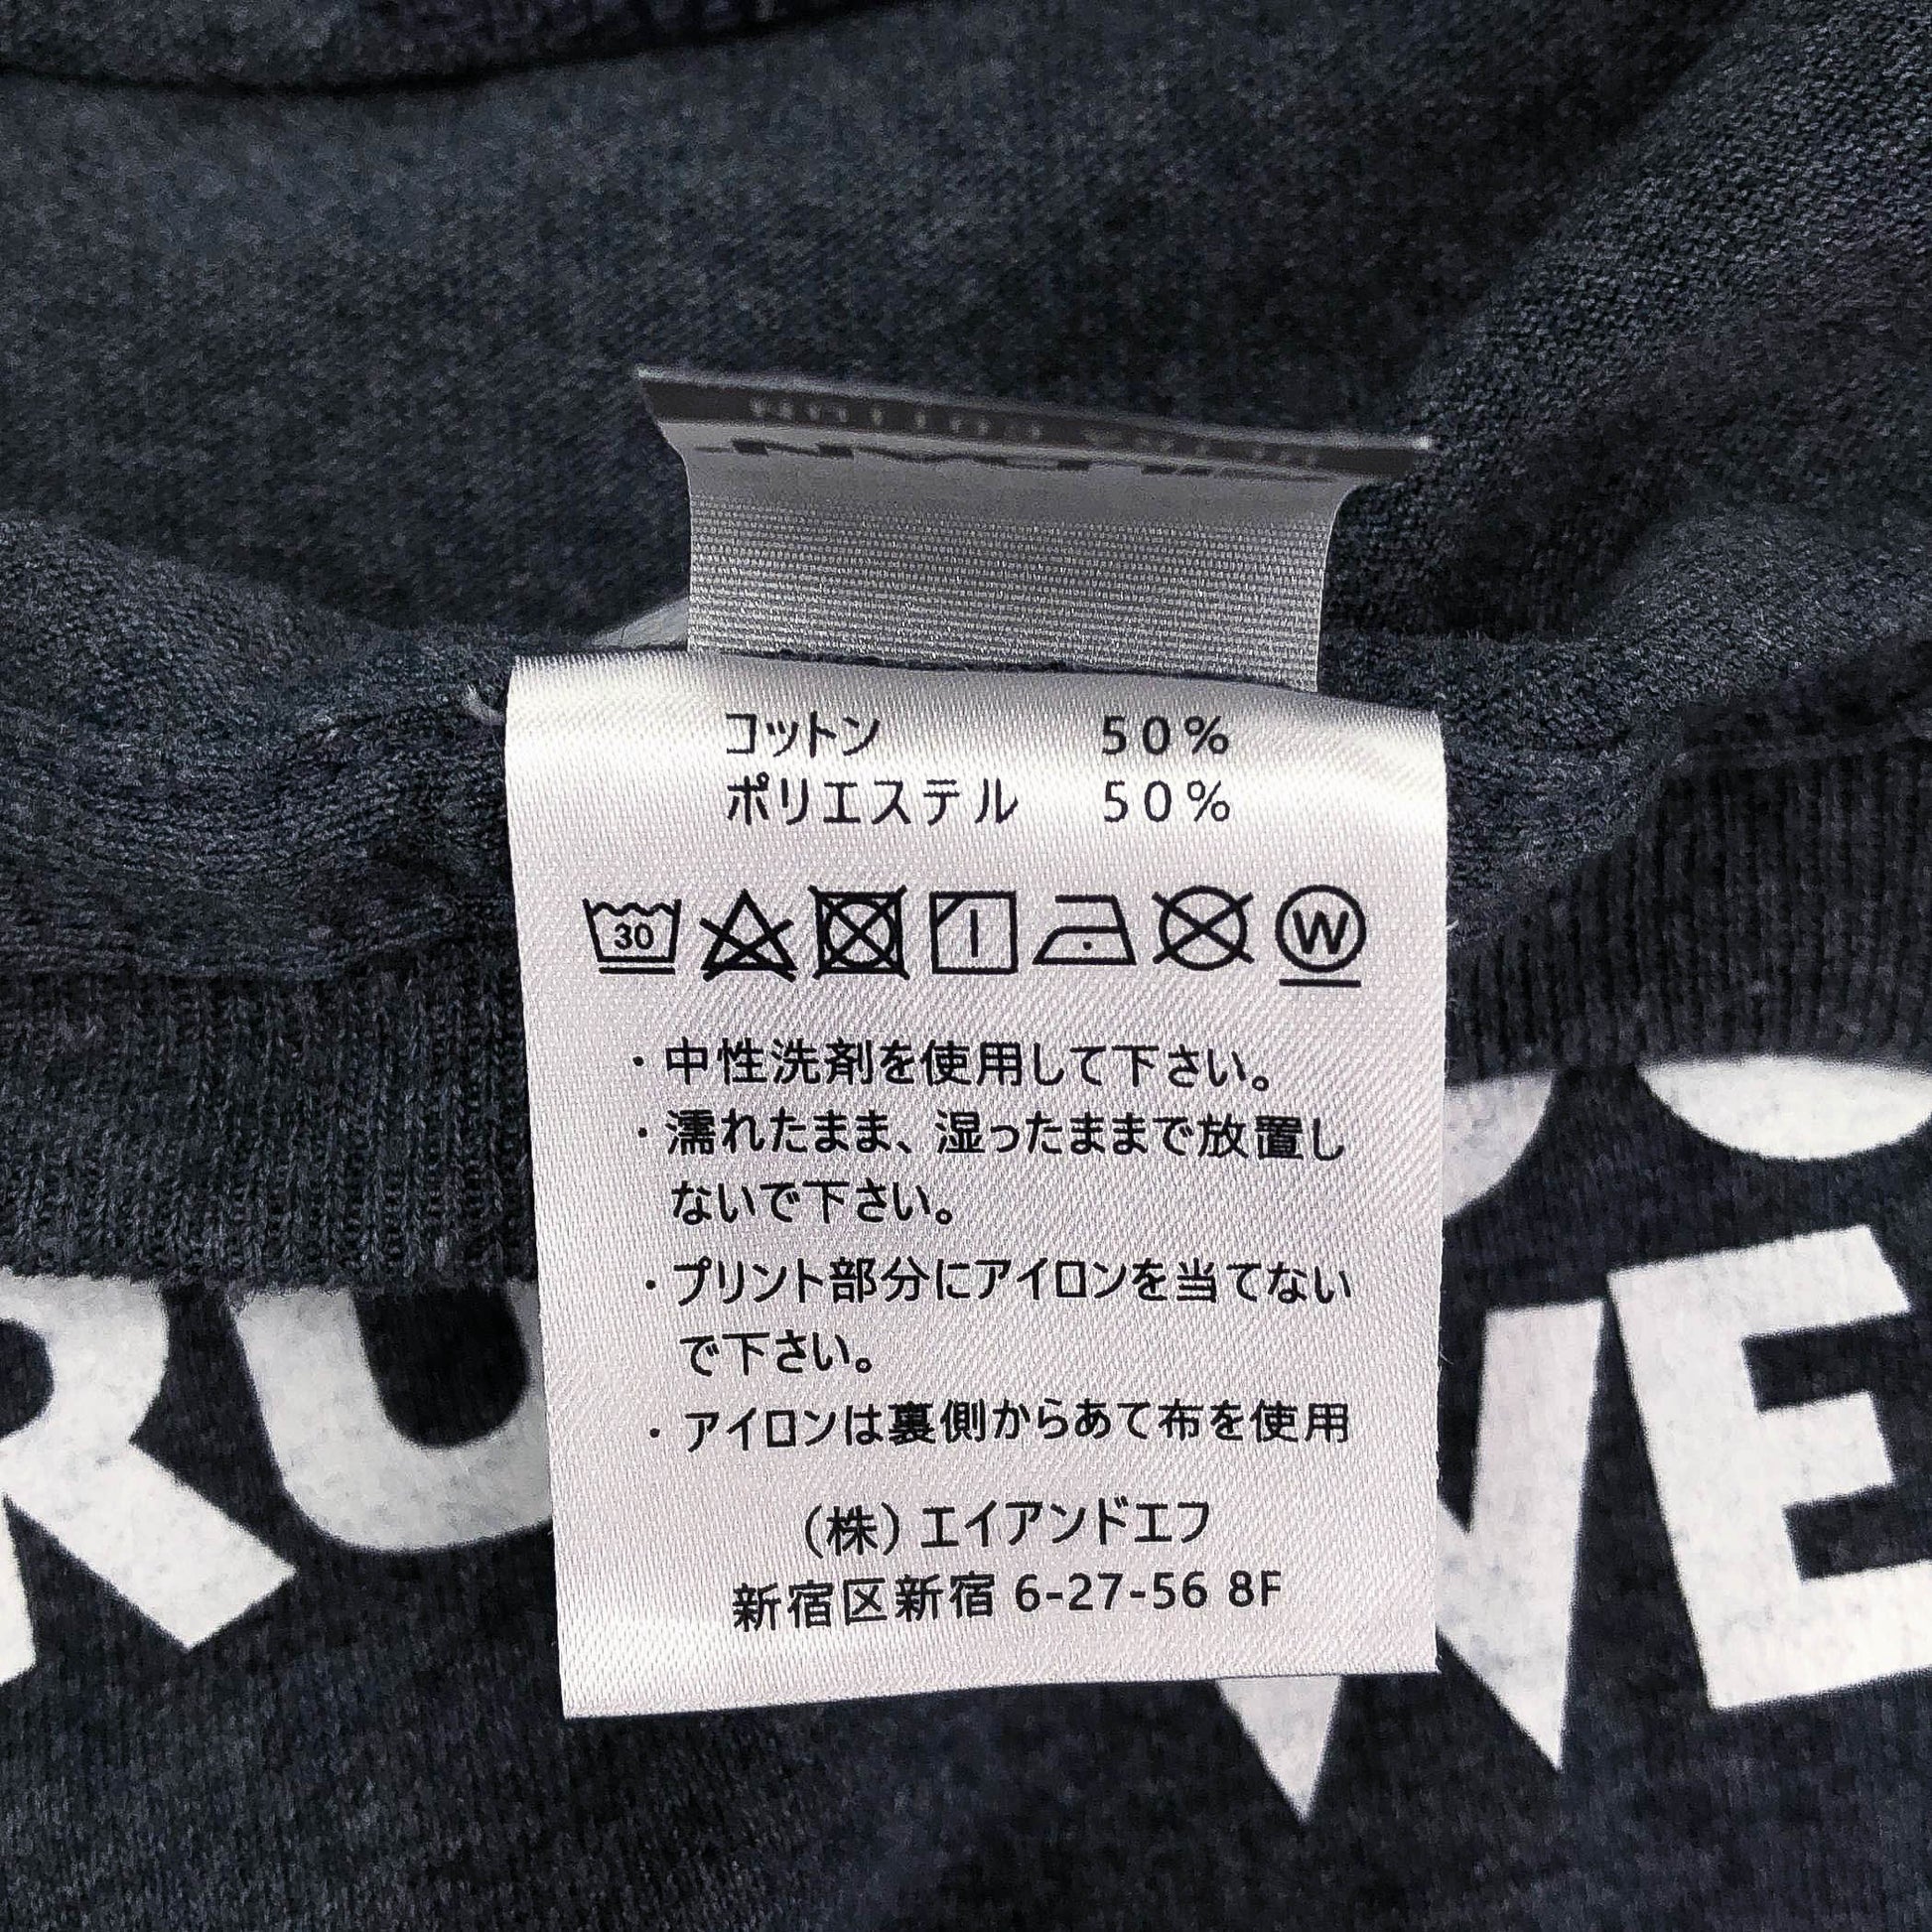 コットン 50%
ポリエステル 50%
30
W
・中性洗剤を使用して下さい。
・濡れたまま、湿ったままで放置し
ないで下さい。
・プリント部分にアイロンを当てない
で下さい。
・アイロンは裏側からあて布を使用
(株) エイアンドエフ
新宿区新宿 6-27-56 8F
RU
WE